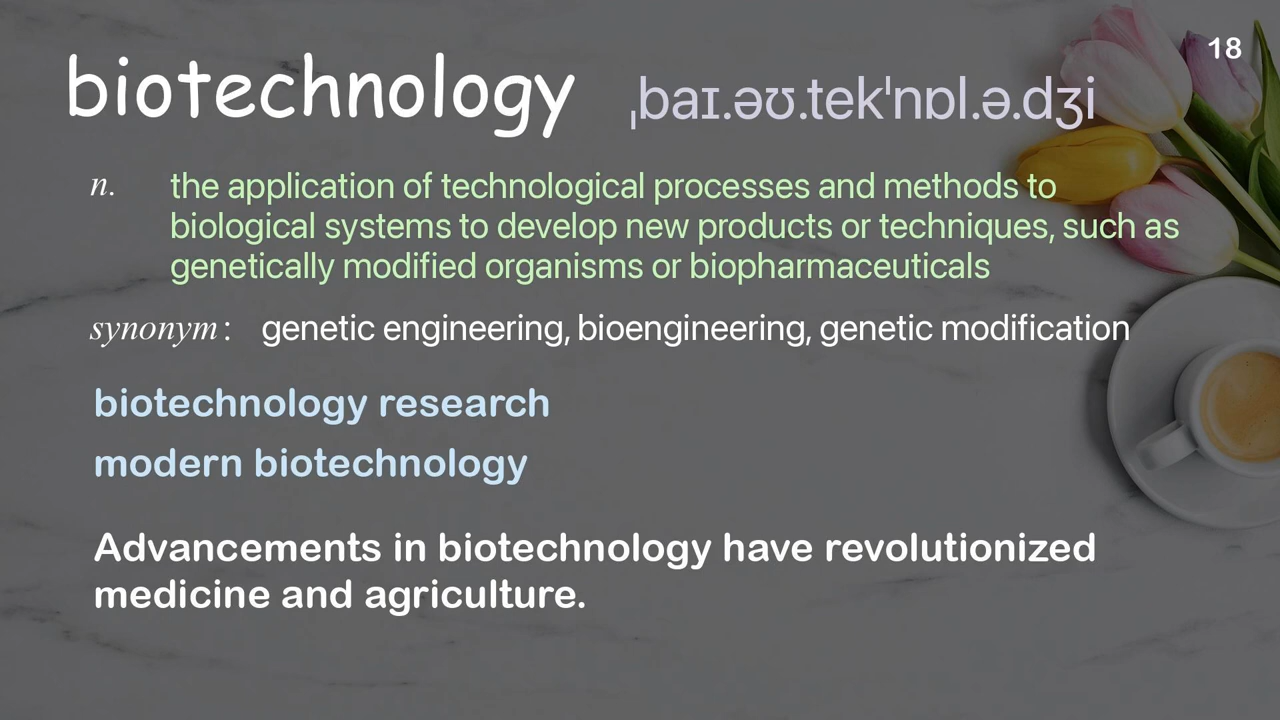 18
biotechnology ˌbaɪ.əʊ.tekˈnɒl.ə.dʒi
n. the application of technological processes and methods to
biological systems to develop new products or techniques, such as
genetically modified organisms or biopharmaceuticals
synonym: genetic engineering, bioengineering, genetic modification
biotechnology research
modern biotechnology
Advancements in biotechnology have revolutionized
medicine and agriculture.